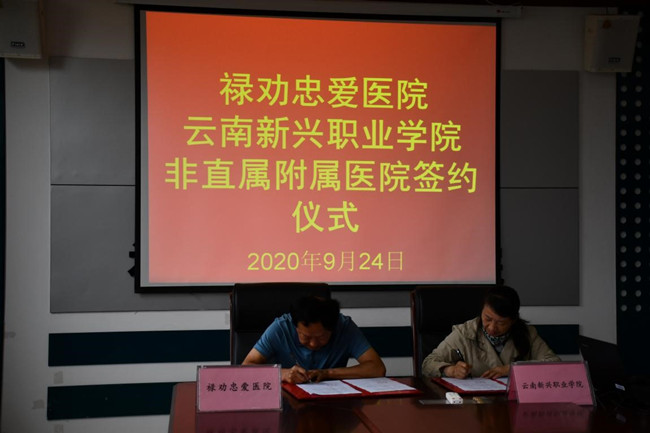 禄劝忠爱医院
云南新兴职业学院
非直属附属医院签约
仪式
2020年9月24日
禄劝忠爱医院
云南新兴职业学院